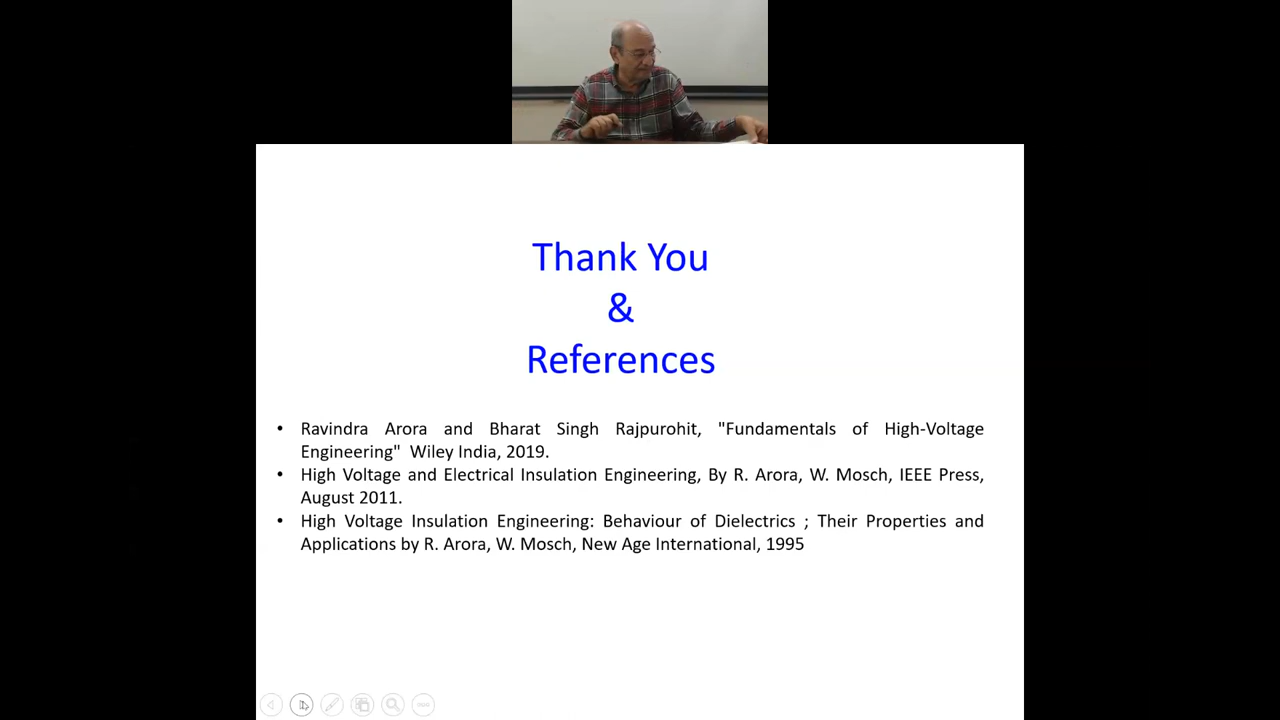 Thank You
&
References
• Ravindra Arora and Bharat Singh Rajpurohit, "Fundamentals of High-Voltage
Engineering" Wiley India, 2019.
• High Voltage and Electrical Insulation Engineering, By R. Arora, W. Mosch, IEEE Press,
August 2011.
• High Voltage Insulation Engineering: Behaviour of Dielectrics ; Their Properties and
Applications by R. Arora, W. Mosch, New Age International, 1995